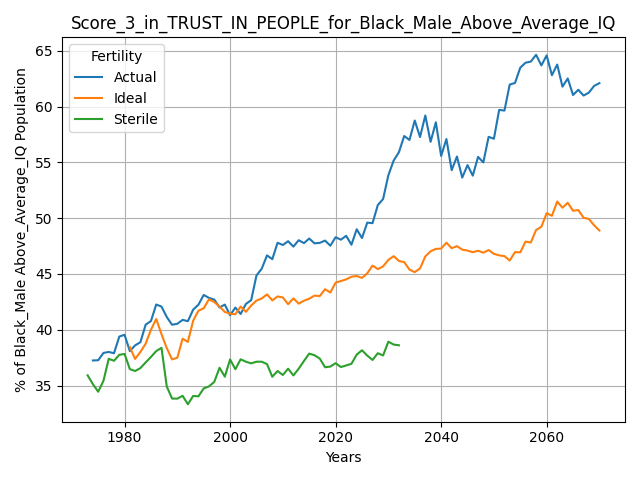 Score_3_in_TRUST_IN_PEOPLE_for_Black_Male_Above_Average_IQ
% of Black_Male Above_Average_IQ Population
65
60
55
50
45
40
35
Fertility
Actual
Ideal
Sterile
1980
2000
2020
2040
2060
Years